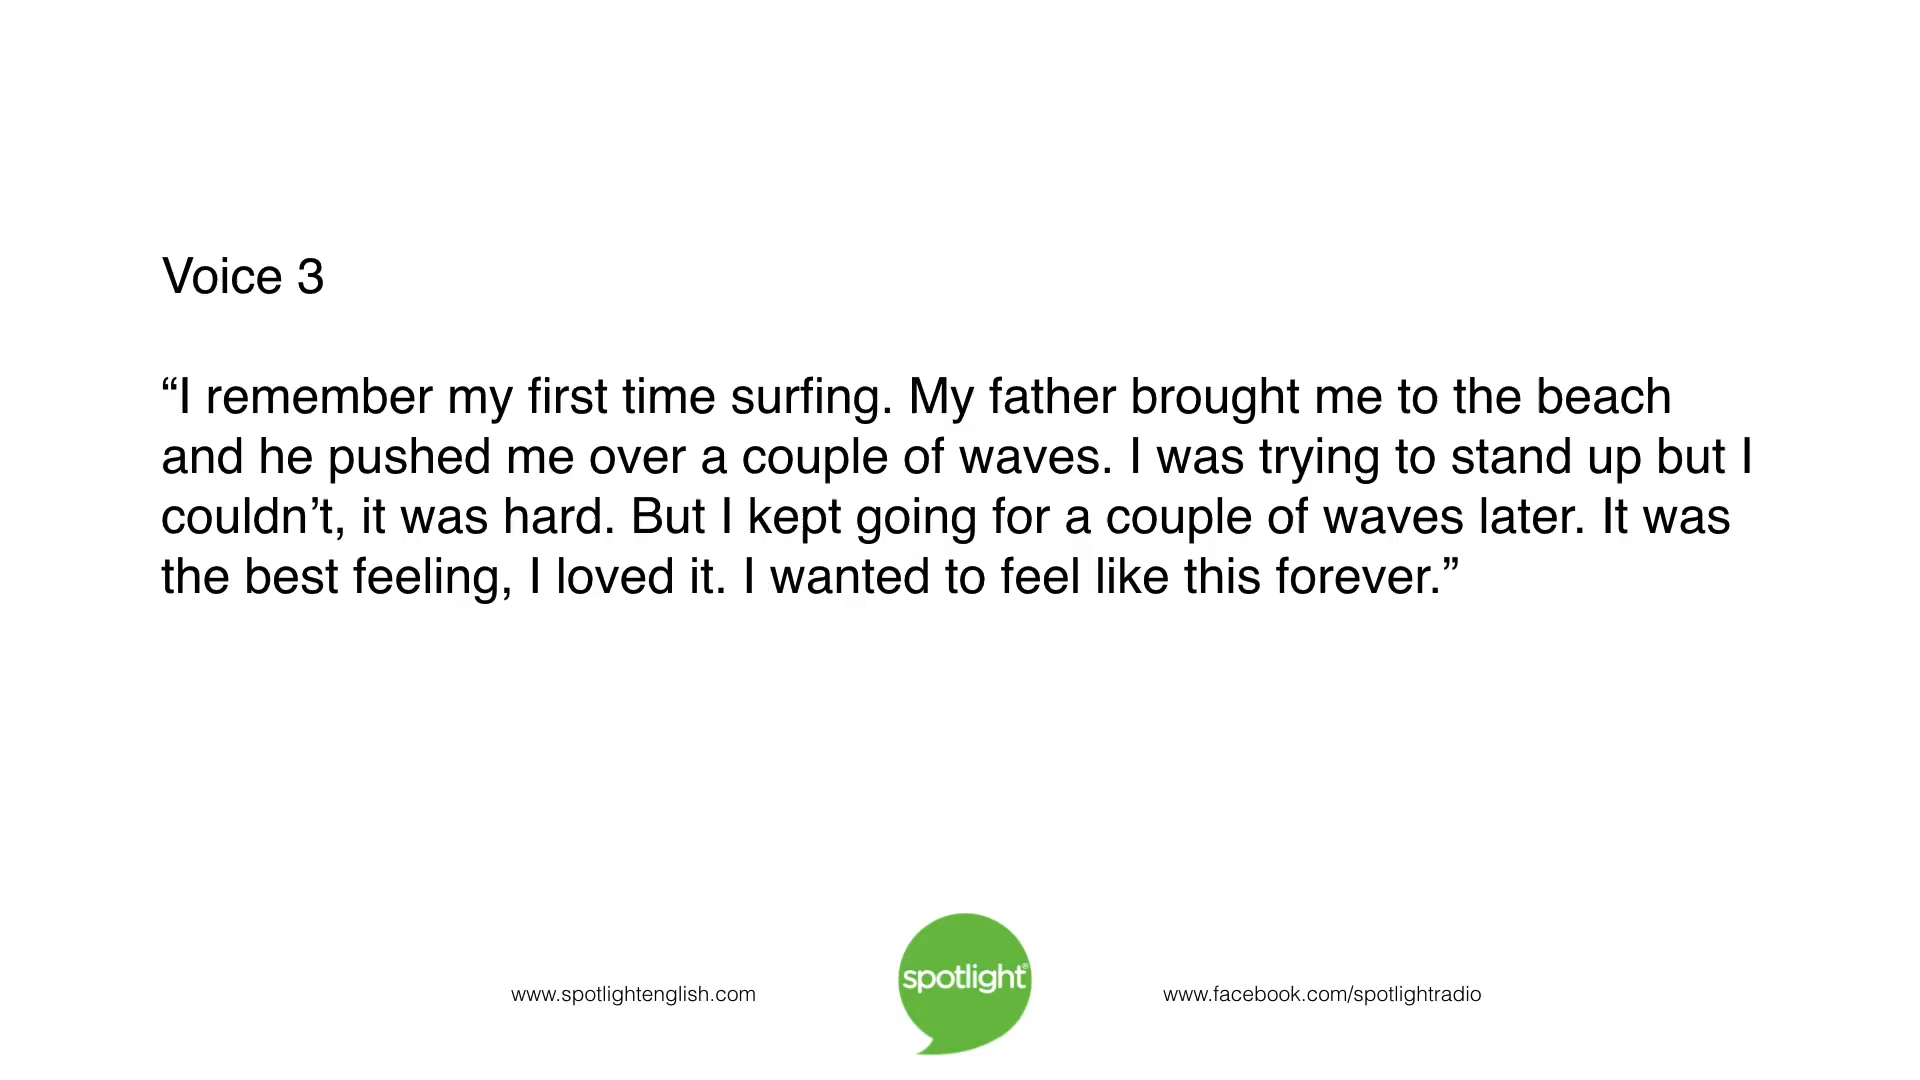 Voice 3
“I remember my first time surfing. My father brought me to the beach
and he pushed me over a couple of waves. I was trying to stand up but I
couldn’t, it was hard. But I kept going for a couple of waves later. It was
the best feeling, I loved it. I wanted to feel like this forever.”
spotlight®
www.spotlightenglish.com
www.facebook.com/spotlightradio